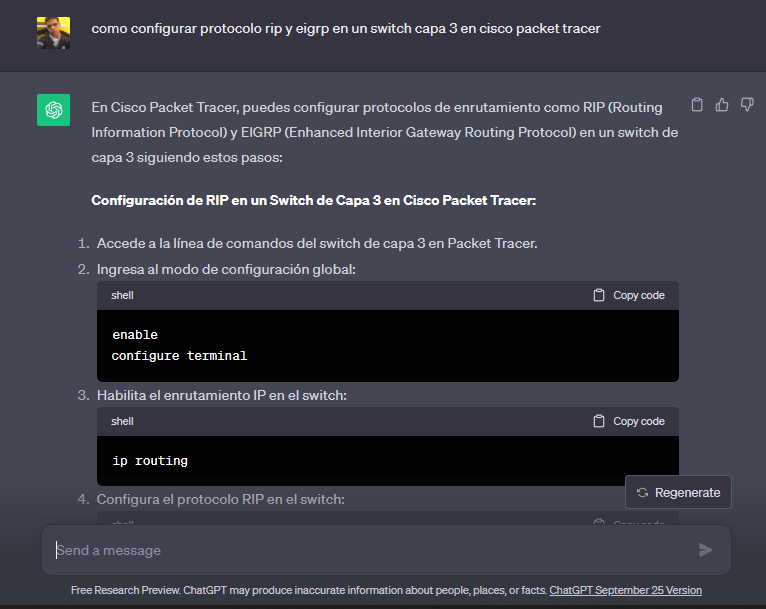 como configurar protocolo rip y eigrp en un switch capa 3 en cisco packet tracer
En Cisco Packet Tracer, puedes configurar protocolos de enrutamiento como RIP (Routing
Information Protocol) y EIGRP (Enhanced Interior Gateway Routing Protocol) en un switch de
capa 3 siguiendo estos pasos:
Configuración de RIP en un Switch de Capa 3 en Cisco Packet Tracer:
1. Accede a la línea de comandos del switch de capa 3 en Packet Tracer.
2. Ingresa al modo de configuración global:
shell Copy code
enable
configure terminal
3. Habilita el enrutamiento IP en el switch:
shell Copy code
ip routing
Regenerate
4. Configura el protocolo RIP en el switch:
shell Copy code
Send a message
Free Research Preview. ChatGPT may produce inaccurate information about people, places, or facts. ChatGPT September 25 Version